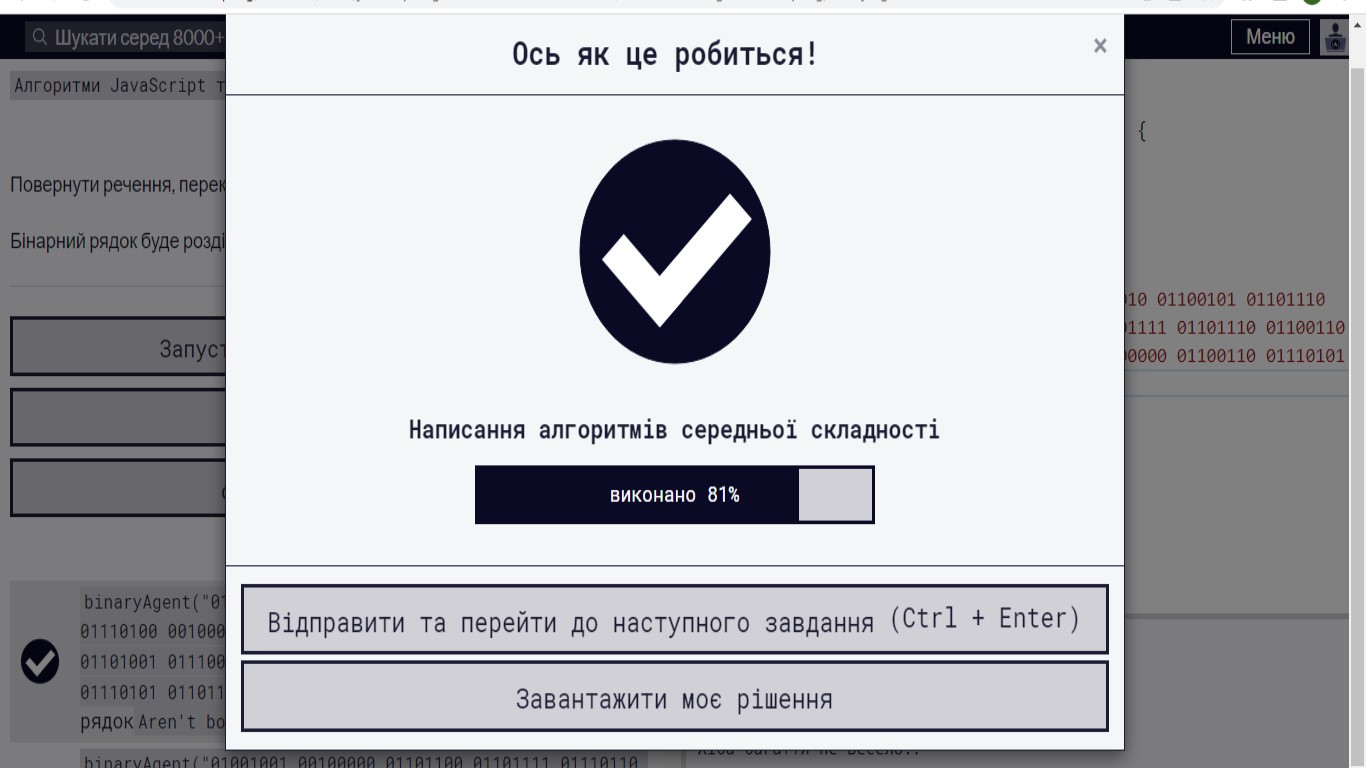 Шукати серед 8000+
Меню
Алгоритми JavaScript
Ось як це робиться!
×
{
Повернути речення,
Бінарний рядок буде
10 01100101 01101110
1111 01101110 01100110
0000 01100110 01110101
Написання алгоритмів середньої складності
виконано 81%
Відправити та перейти до наступного завдання (Ctrl + Enter)
Завантажити моє рішення
binaryAgent("01
01110100 001000
01101001 011100
01110101 011011
рядок Aren't bo
binaryAgent("01001001 00100000 01101100 01101111 01110110